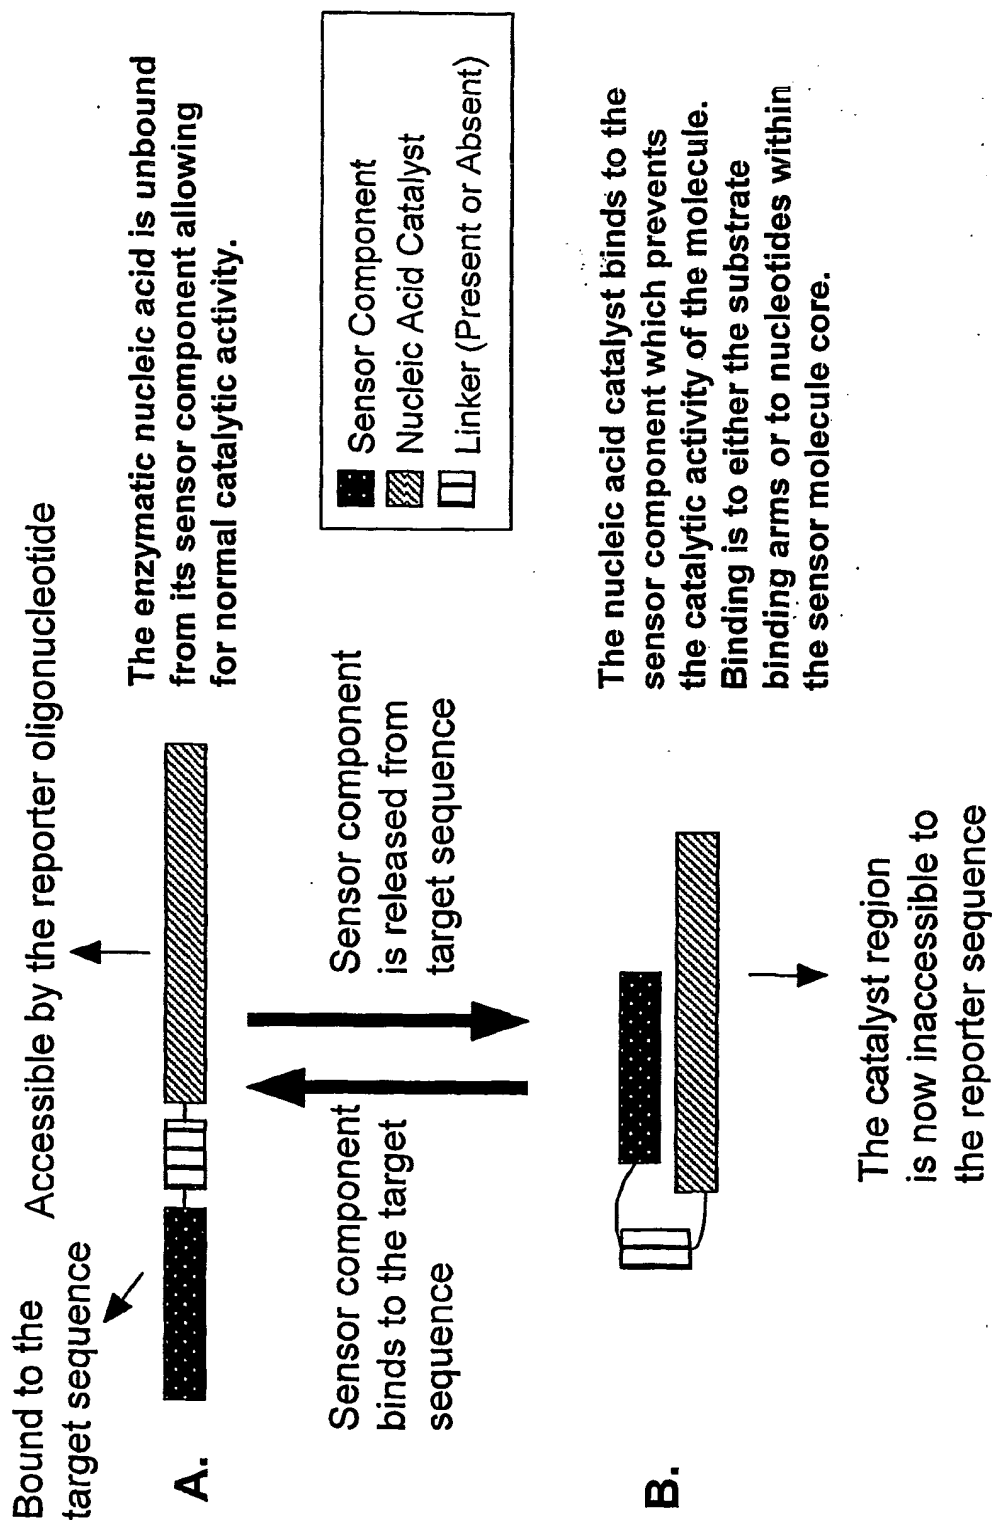 Bound to the
target sequence
Accessible by the reporter oligonucleotide
A.
The enzymatic nucleic acid is unbound
from its sensor component allowing
for normal catalytic activity.
Sensor component
binds to the target
sequence
Sensor component
is released from
target sequence
Sensor Component
Nucleic Acid Catalyst
Linker (Present or Absent)
B.
The nucleic acid catalyst binds to the
sensor component which prevents
the catalytic activity of the molecule.
Binding is to either the substrate
binding arms or to nucleotides within
the sensor molecule core.
The catalyst region
is now inaccessible to
the reporter sequence